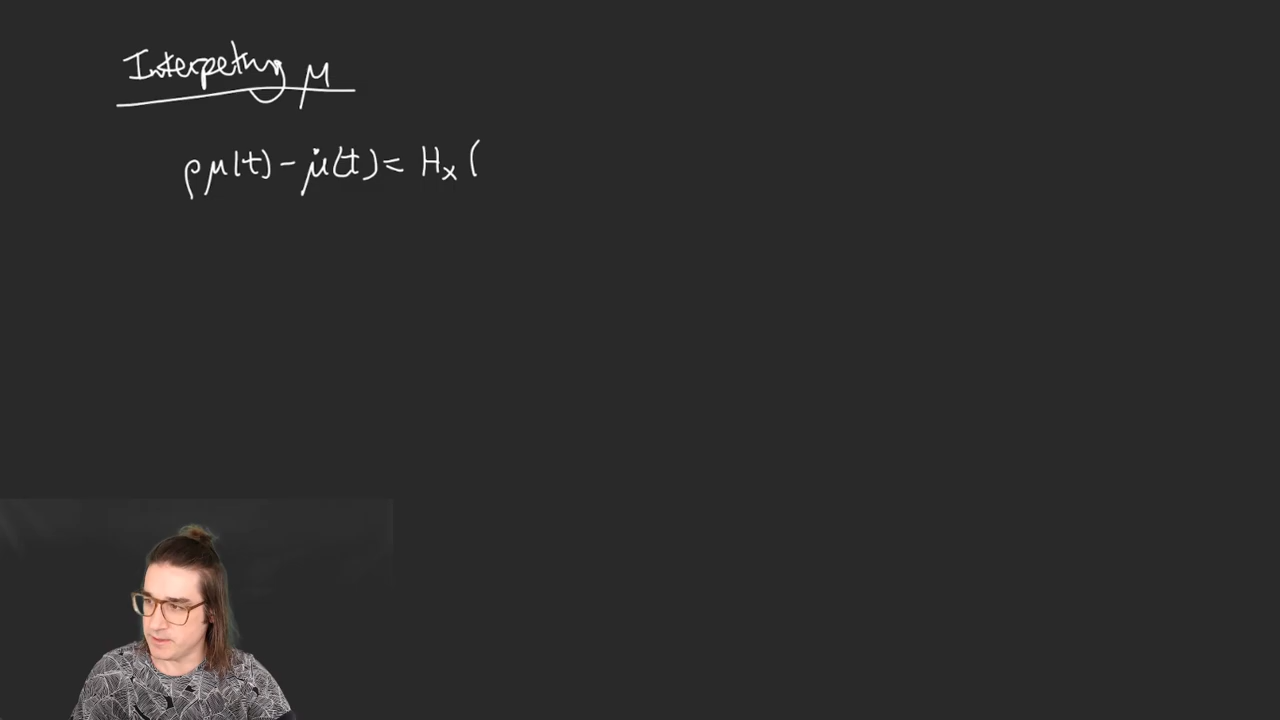 Interpeting μ
ρμ(t) - μ̇(t) = Hₓ (